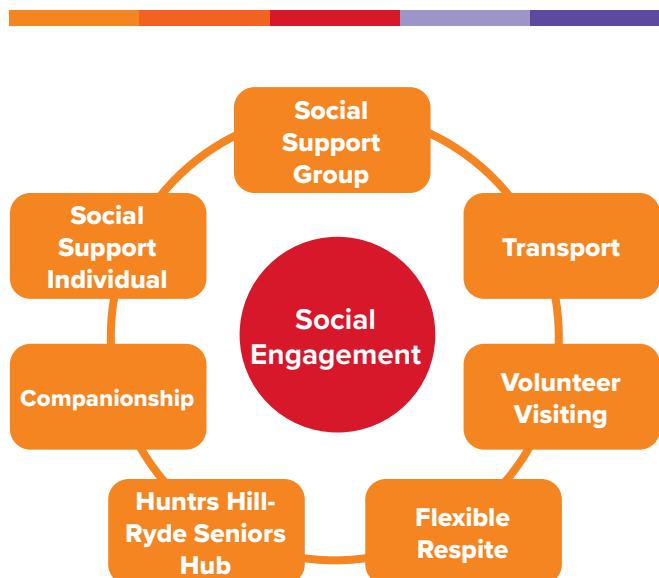 Social
Support
Group
Social
Support
Individual
Transport
Social
Engagement
Companionship
Volunteer
Visiting
Huntrs Hill-
Ryde Seniors
Hub
Flexible
Respite